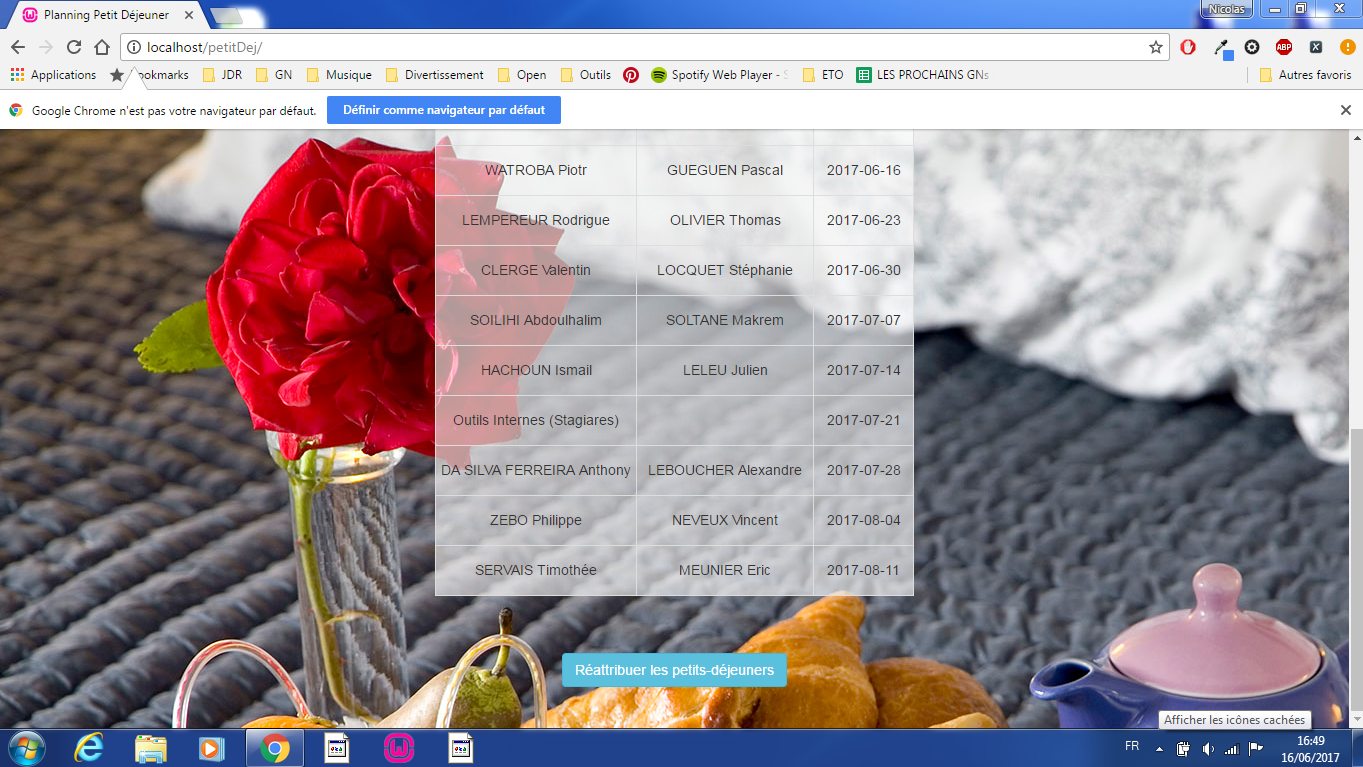 Planning Petit Déjeuner
Nicolas
localhost/petitDej/
ABP
Applications
ookmarks
JDR
GN
Musique
Divertissement
Open
Outils
Spotify Web Player - S
ETO
LES PROCHAINS GNs
Autres favoris
Google Chrome n'est pas votre navigateur par défaut.
Définir comme navigateur par défaut
WATROBA Piotr GUEGUEN Pascal 2017-06-16
LEMPEREUR Rodrigue OLIVIER Thomas 2017-06-23
CLERGE Valentin LOCQUET Stéphanie 2017-06-30
SOILIHI Abdoulhalim SOLTANE Makrem 2017-07-07
HACHOUN Ismail LELEU Julien 2017-07-14
Outils Internes (Stagiares) 2017-07-21
DA SILVA FERREIRA Anthony LEBOUCHER Alexandre 2017-07-28
ZEBO Philippe NEVEUX Vincent 2017-08-04
SERVAIS Timothée MEUNIER Eric 2017-08-11
Réattribuer les petits-déjeuners
Afficher les icônes cachées
FR
16:49
16/06/2017